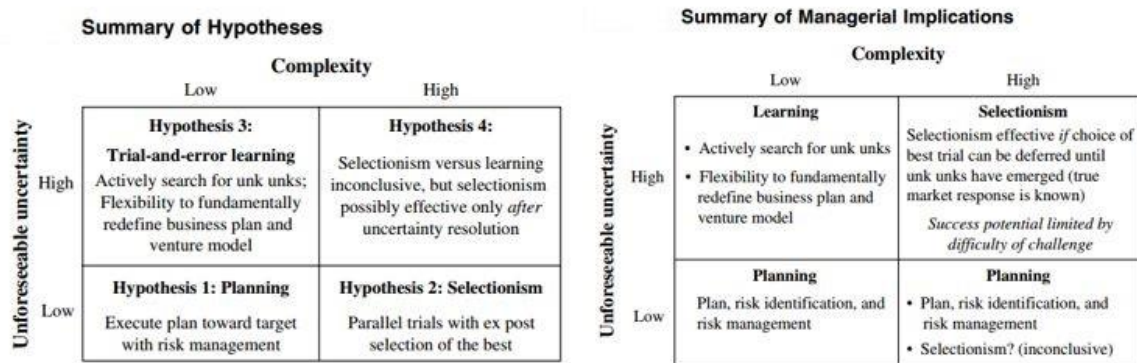 Summary of Hypotheses
Complexity
Low High
Unforeseeable uncertainty
High
Low
Hypothesis 3:
Trial-and-error learning
Actively search for unk unks;
Flexibility to fundamentally
redefine business plan and
venture model
Hypothesis 4:
Selectionism versus learning
inconclusive, but selectionism
possibly effective only after
uncertainty resolution
Hypothesis 1: Planning
Execute plan toward target
with risk management
Hypothesis 2: Selectionism
Parallel trials with ex post
selection of the best
Summary of Managerial Implications
Complexity
Low High
Unforeseeable uncertainty
High
Low
Learning
• Actively search for unk unks
• Flexibility to fundamentally
redefine business plan and
venture model
Selectionism
Selectionism effective if choice of
best trial can be deferred until
unk unks have emerged (true
market response is known)
Success potential limited by
difficulty of challenge
Planning
Plan, risk identification, and
risk management
Planning
• Plan, risk identification, and
risk management
• Selectionism? (inconclusive)